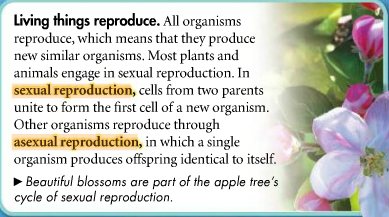 Living things reproduce. All organisms
reproduce, which means that they produce
new similar organisms. Most plants and
animals engage in sexual reproduction. In
sexual reproduction, cells from two parents
unite to form the first cell of a new organism.
Other organisms reproduce through
asexual reproduction, in which a single
organism produces offspring identical to itself.
► Beautiful blossoms are part of the apple tree's
cycle of sexual reproduction.